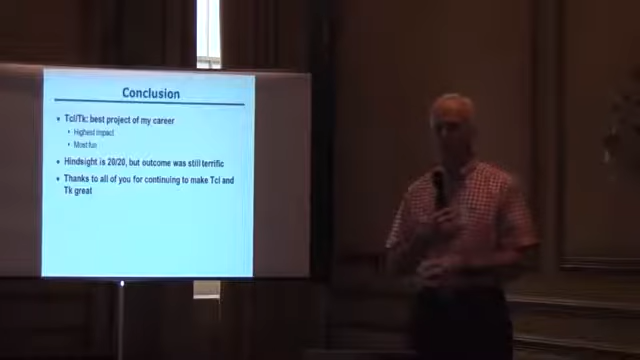 Conclusion
• Tcl/Tk: best project of my career
• Highest impact
• Most fun
• Hindsight is 20/20, but outcome was still terrific
• Thanks to all of you for continuing to make Tcl and
Tk great